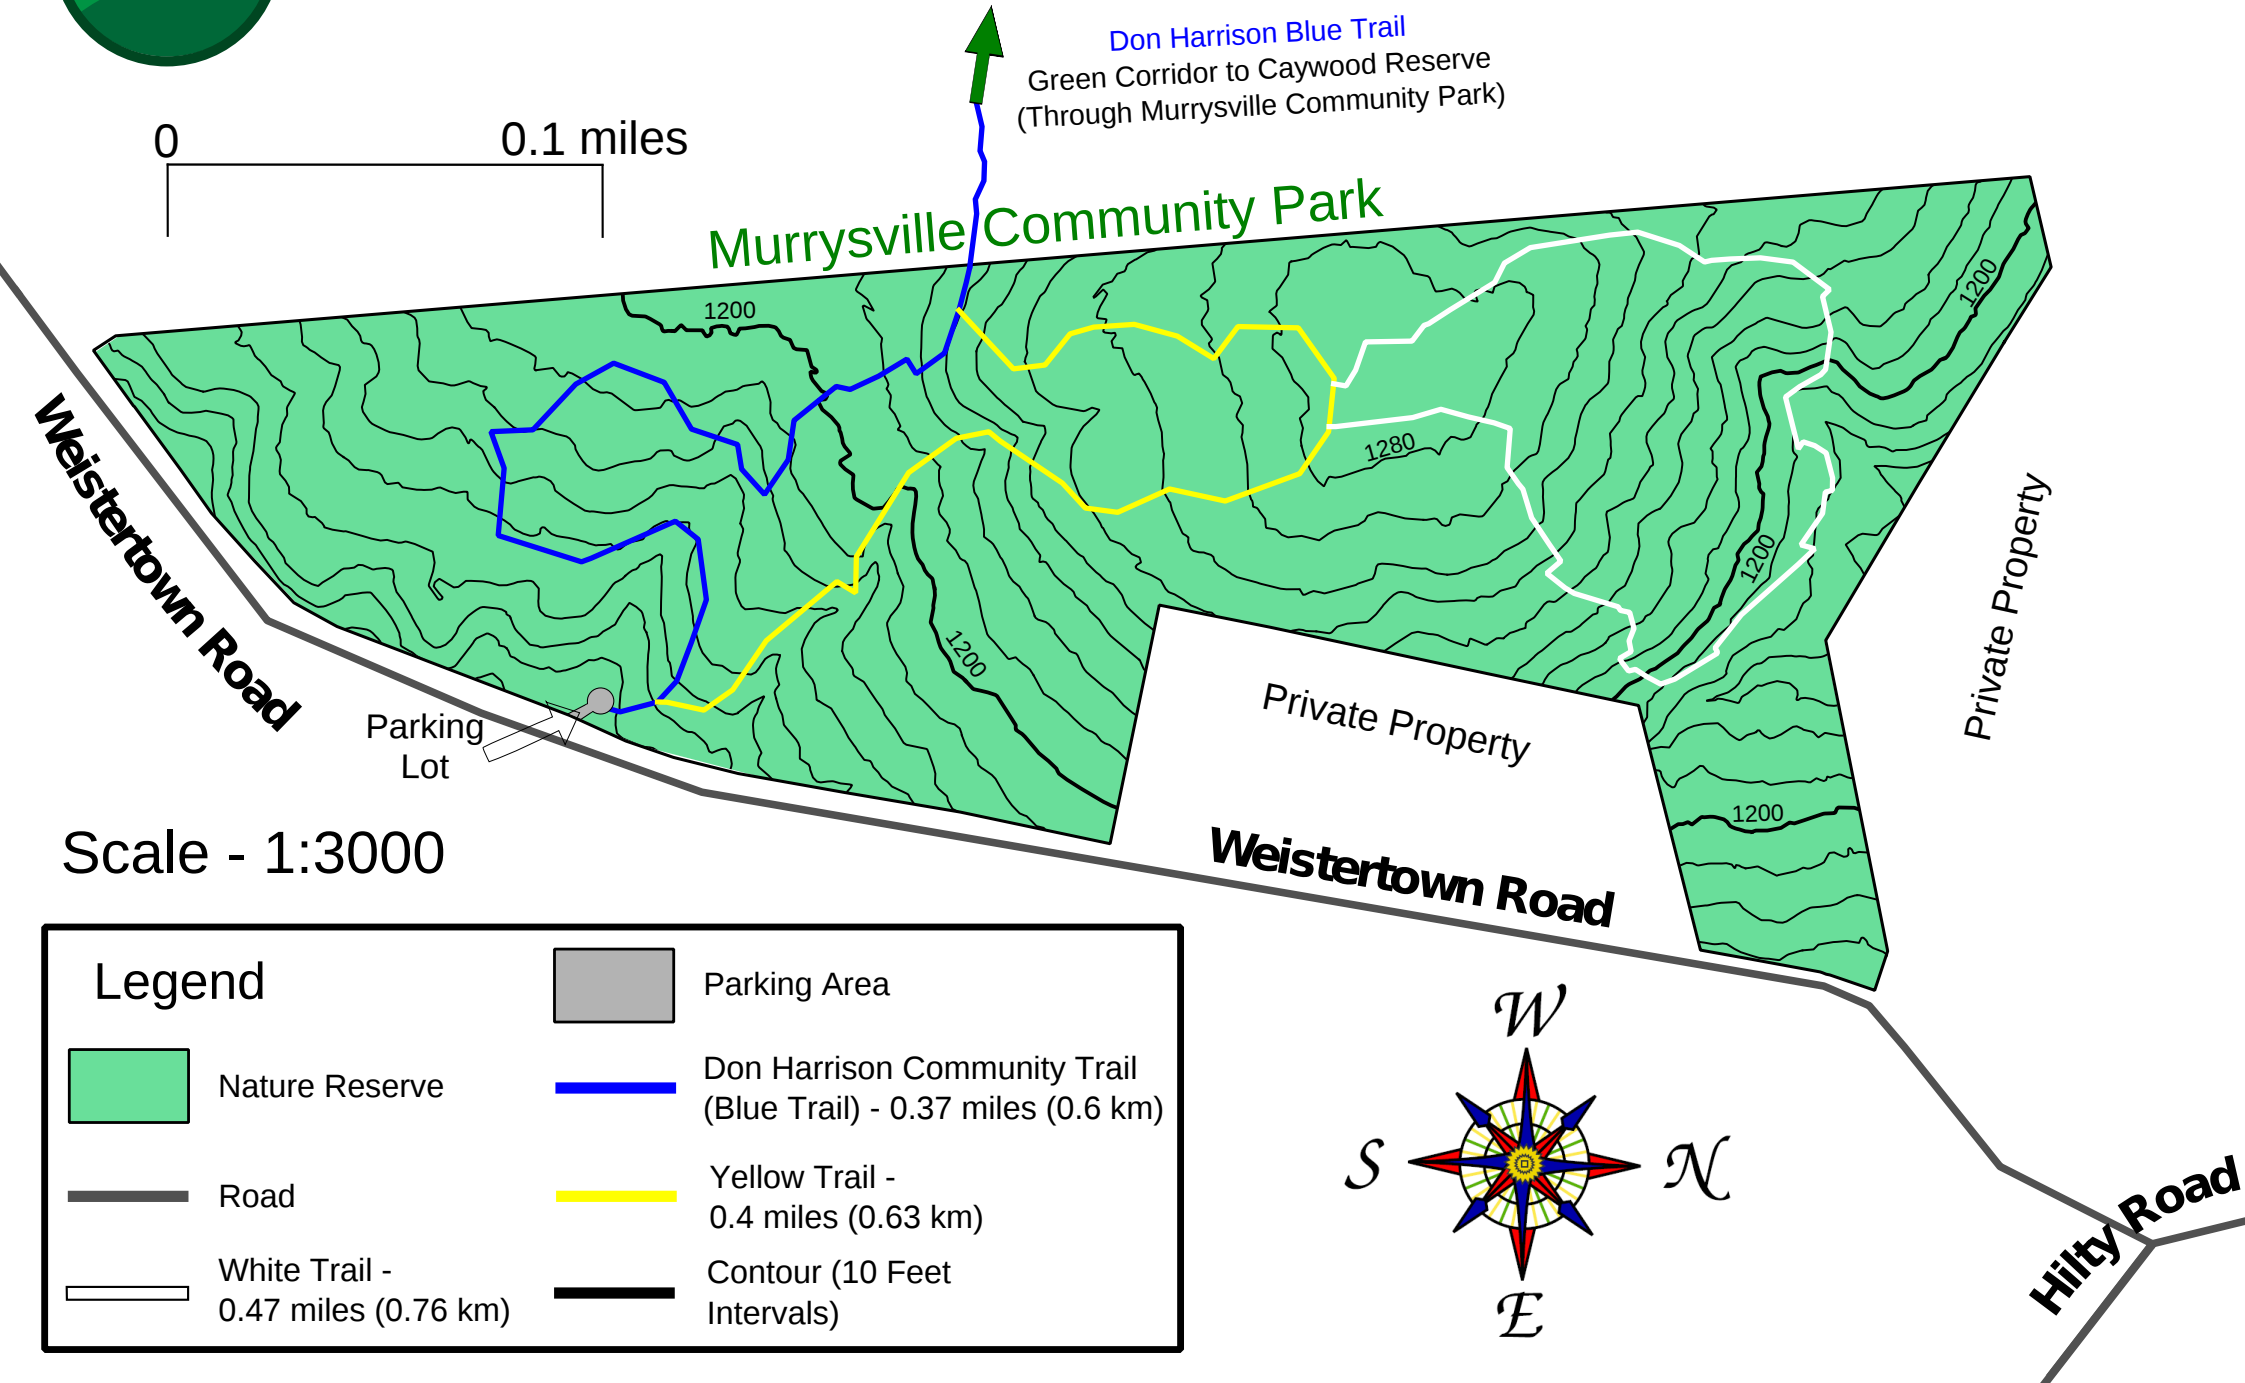 Don Harrison Blue Trail
Green Corridor to Caywood Reserve
(Through Murrysville Community Park)
0
0.1 miles
Murrysville Community Park
1200
1200
1280
1200
1200
1200
Weistertown Road
Parking
Lot
Private Property
Private Property
Weistertown Road
Scale - 1:3000
Legend
Parking Area
Nature Reserve
Don Harrison Community Trail
(Blue Trail) - 0.37 miles (0.6 km)
Road
Yellow Trail -
0.4 miles (0.63 km)
White Trail -
0.47 miles (0.76 km)
Contour (10 Feet
Intervals)
W
S
N
E
Hilty Road